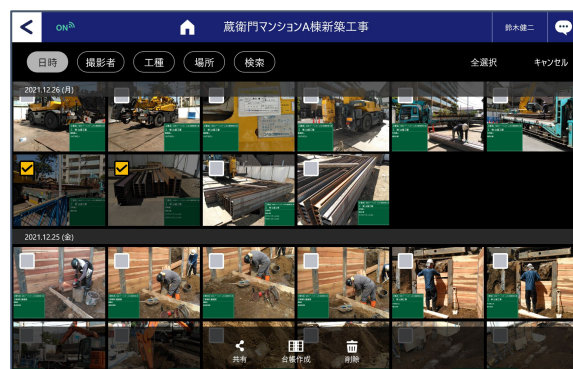 ON
蔵衛門マンションA棟新築工事
鈴木健二
日時 撮影者 工種 場所 検索 全選択 キャンセル
2021.12.26 (月)
2021.12.25 (金)
共有 台帳作成 削除